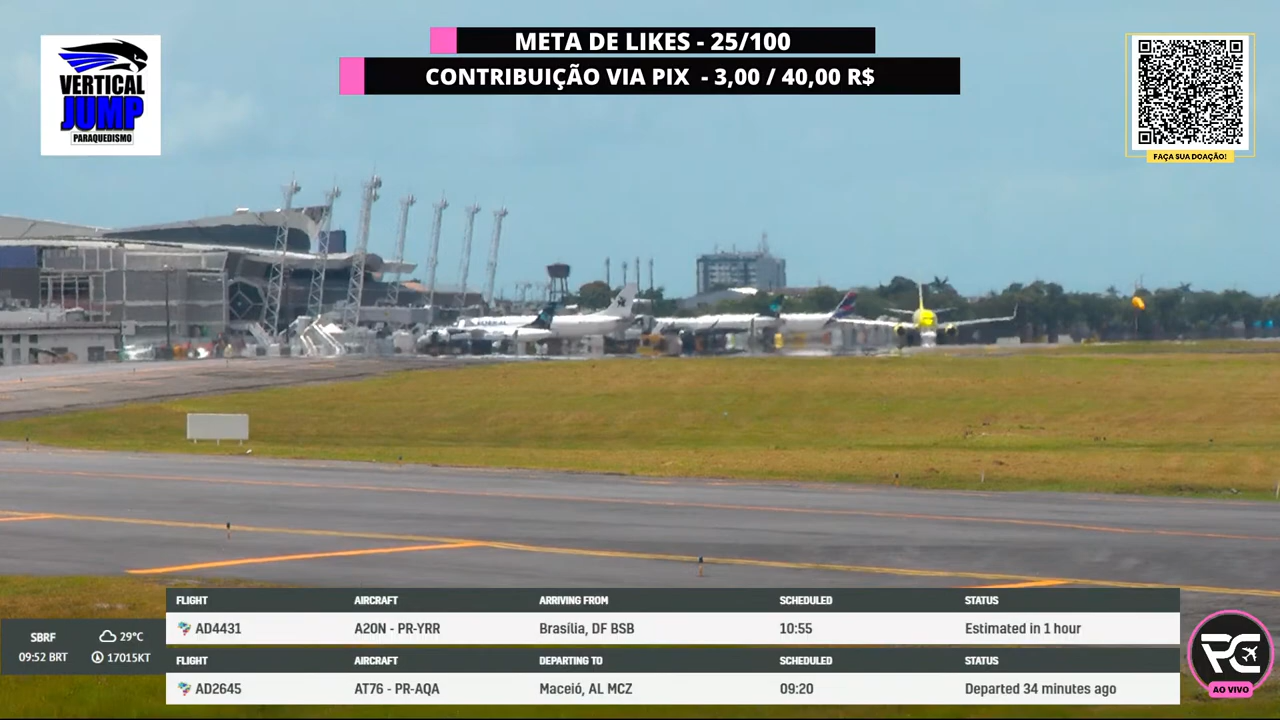 META DE LIKES - 25/100
CONTRIBUIÇÃO VIA PIX - 3,00 / 40,00 R$
VERTICAL
JUMP
PARAQUEDISMO
FAÇA SUA DOAÇÃO!
FLIGHT AIRCRAFT ARRIVING FROM SCHEDULED STATUS
AD4431 A20N - PR-YRR Brasília, DF BSB 10:55 Estimated in 1 hour
FLIGHT AIRCRAFT DEPARTING TO SCHEDULED STATUS
AD2645 AT76 - PR-AQA Maceió, AL MCZ 09:20 Departed 34 minutes ago
SBRF 29°C
09:52 BRT 17015KT
PC
AO VIVO